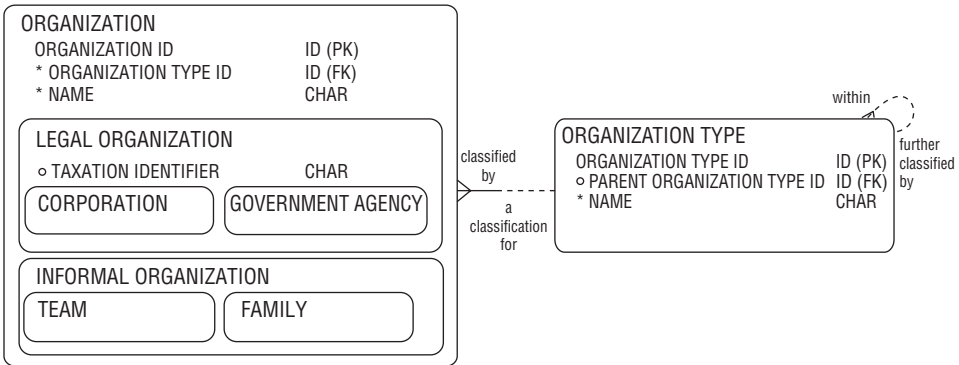 ORGANIZATION
ORGANIZATION ID ID (PK)
* ORGANIZATION TYPE ID ID (FK)
* NAME CHAR
LEGAL ORGANIZATION
o TAXATION IDENTIFIER CHAR
CORPORATION
GOVERNMENT AGENCY
INFORMAL ORGANIZATION
TEAM
FAMILY
classified
by
a
classification
for
within
further
classified
by
ORGANIZATION TYPE
ORGANIZATION TYPE ID ID (PK)
o PARENT ORGANIZATION TYPE ID ID (FK)
* NAME CHAR